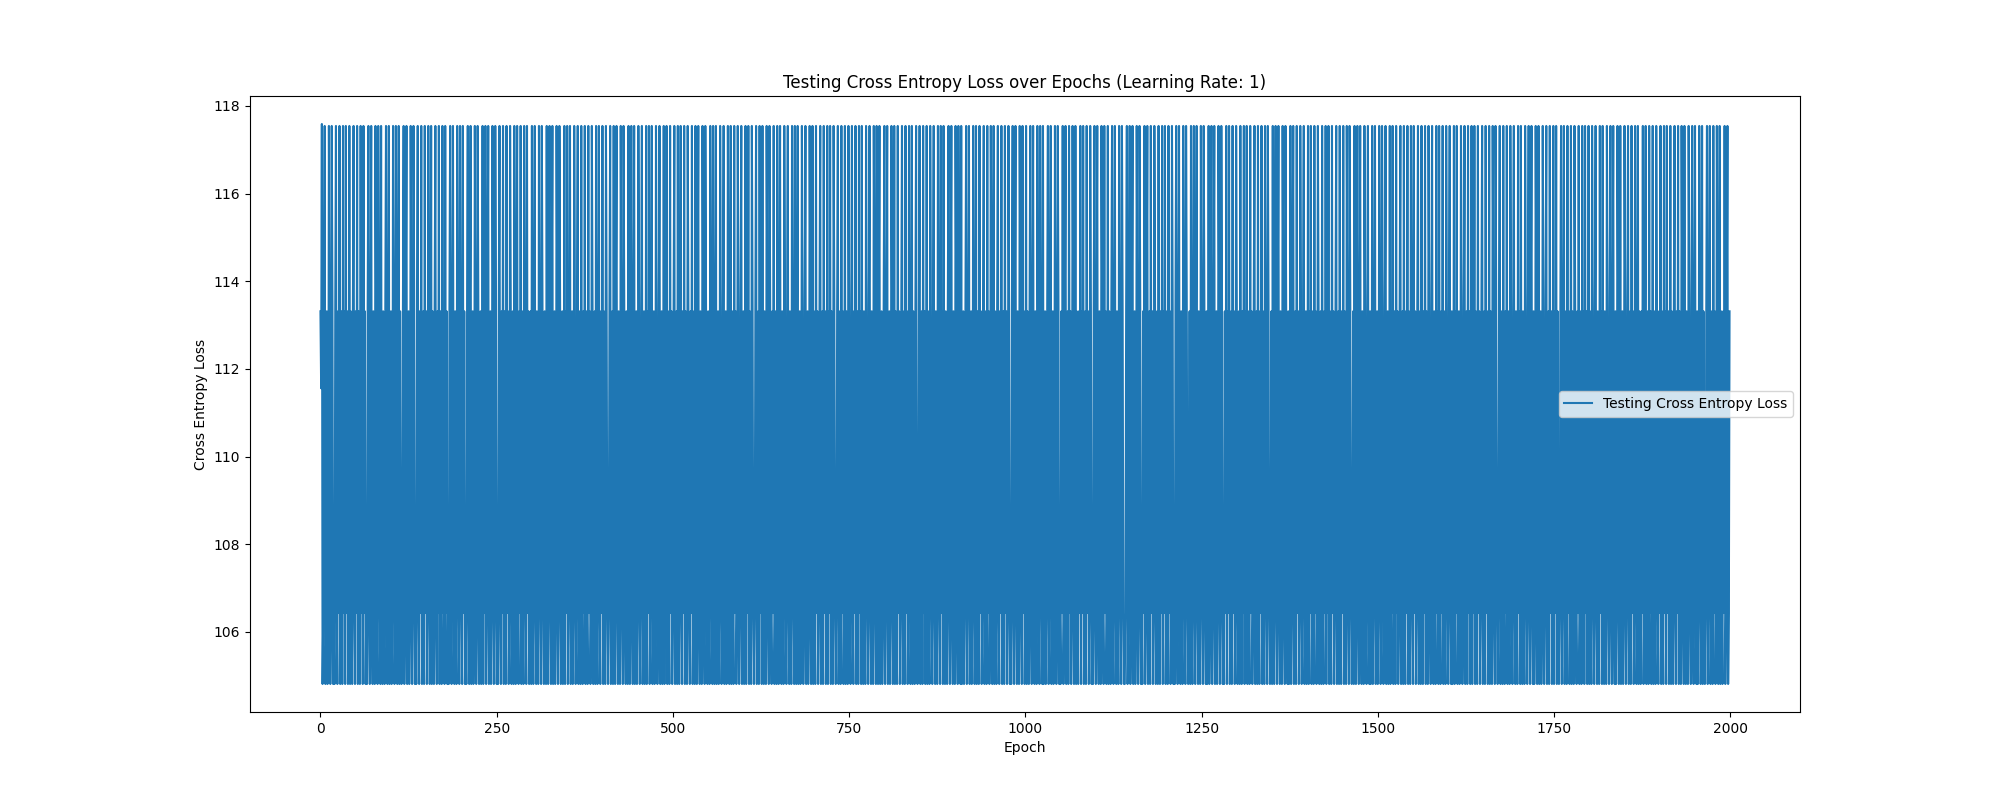 Testing Cross Entropy Loss over Epochs (Learning Rate: 1)
118
116
114
112
110
108
106
Cross Entropy Loss
Testing Cross Entropy Loss
0 250 500 750 1000 1250 1500 1750 2000
Epoch